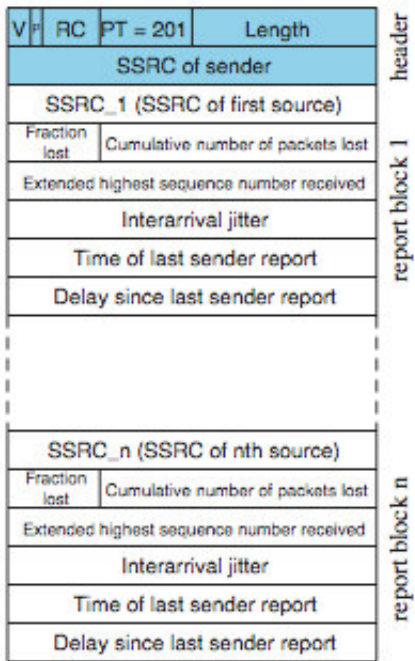 V P RC PT = 201 Length
SSRC of sender
header
SSRC_1 (SSRC of first source)
Fraction
lost
Cumulative number of packets lost
Extended highest sequence number received
Interarrival jitter
Time of last sender report
Delay since last sender report
report block 1
SSRC_n (SSRC of nth source)
Fraction
lost
Cumulative number of packets lost
Extended highest sequence number received
Interarrival jitter
Time of last sender report
Delay since last sender report
report block n